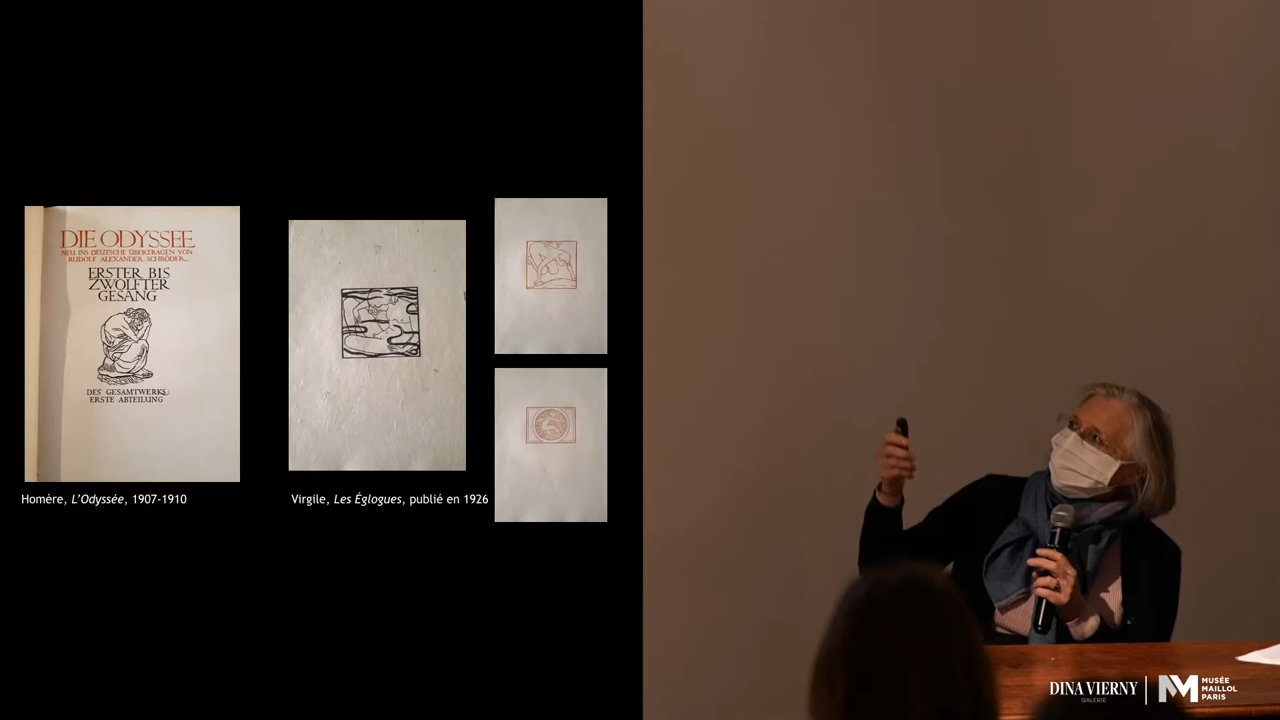 DIE ODYSSEE
NEU INS DEUTSCHE ÜBERTRAGEN VON
RUDOLF ALEXANDER SCHRÖDER
ERSTER BIS
ZWÖLFTER
GESANG
DES GESAMTWERKS
ERSTE ABTEILUNG
Homère, L'Odyssée, 1907-1910
Virgile, Les Églogues, publié en 1926
DINA VIERNY
GALERIE
MUSÉE
MAILLOL
PARIS